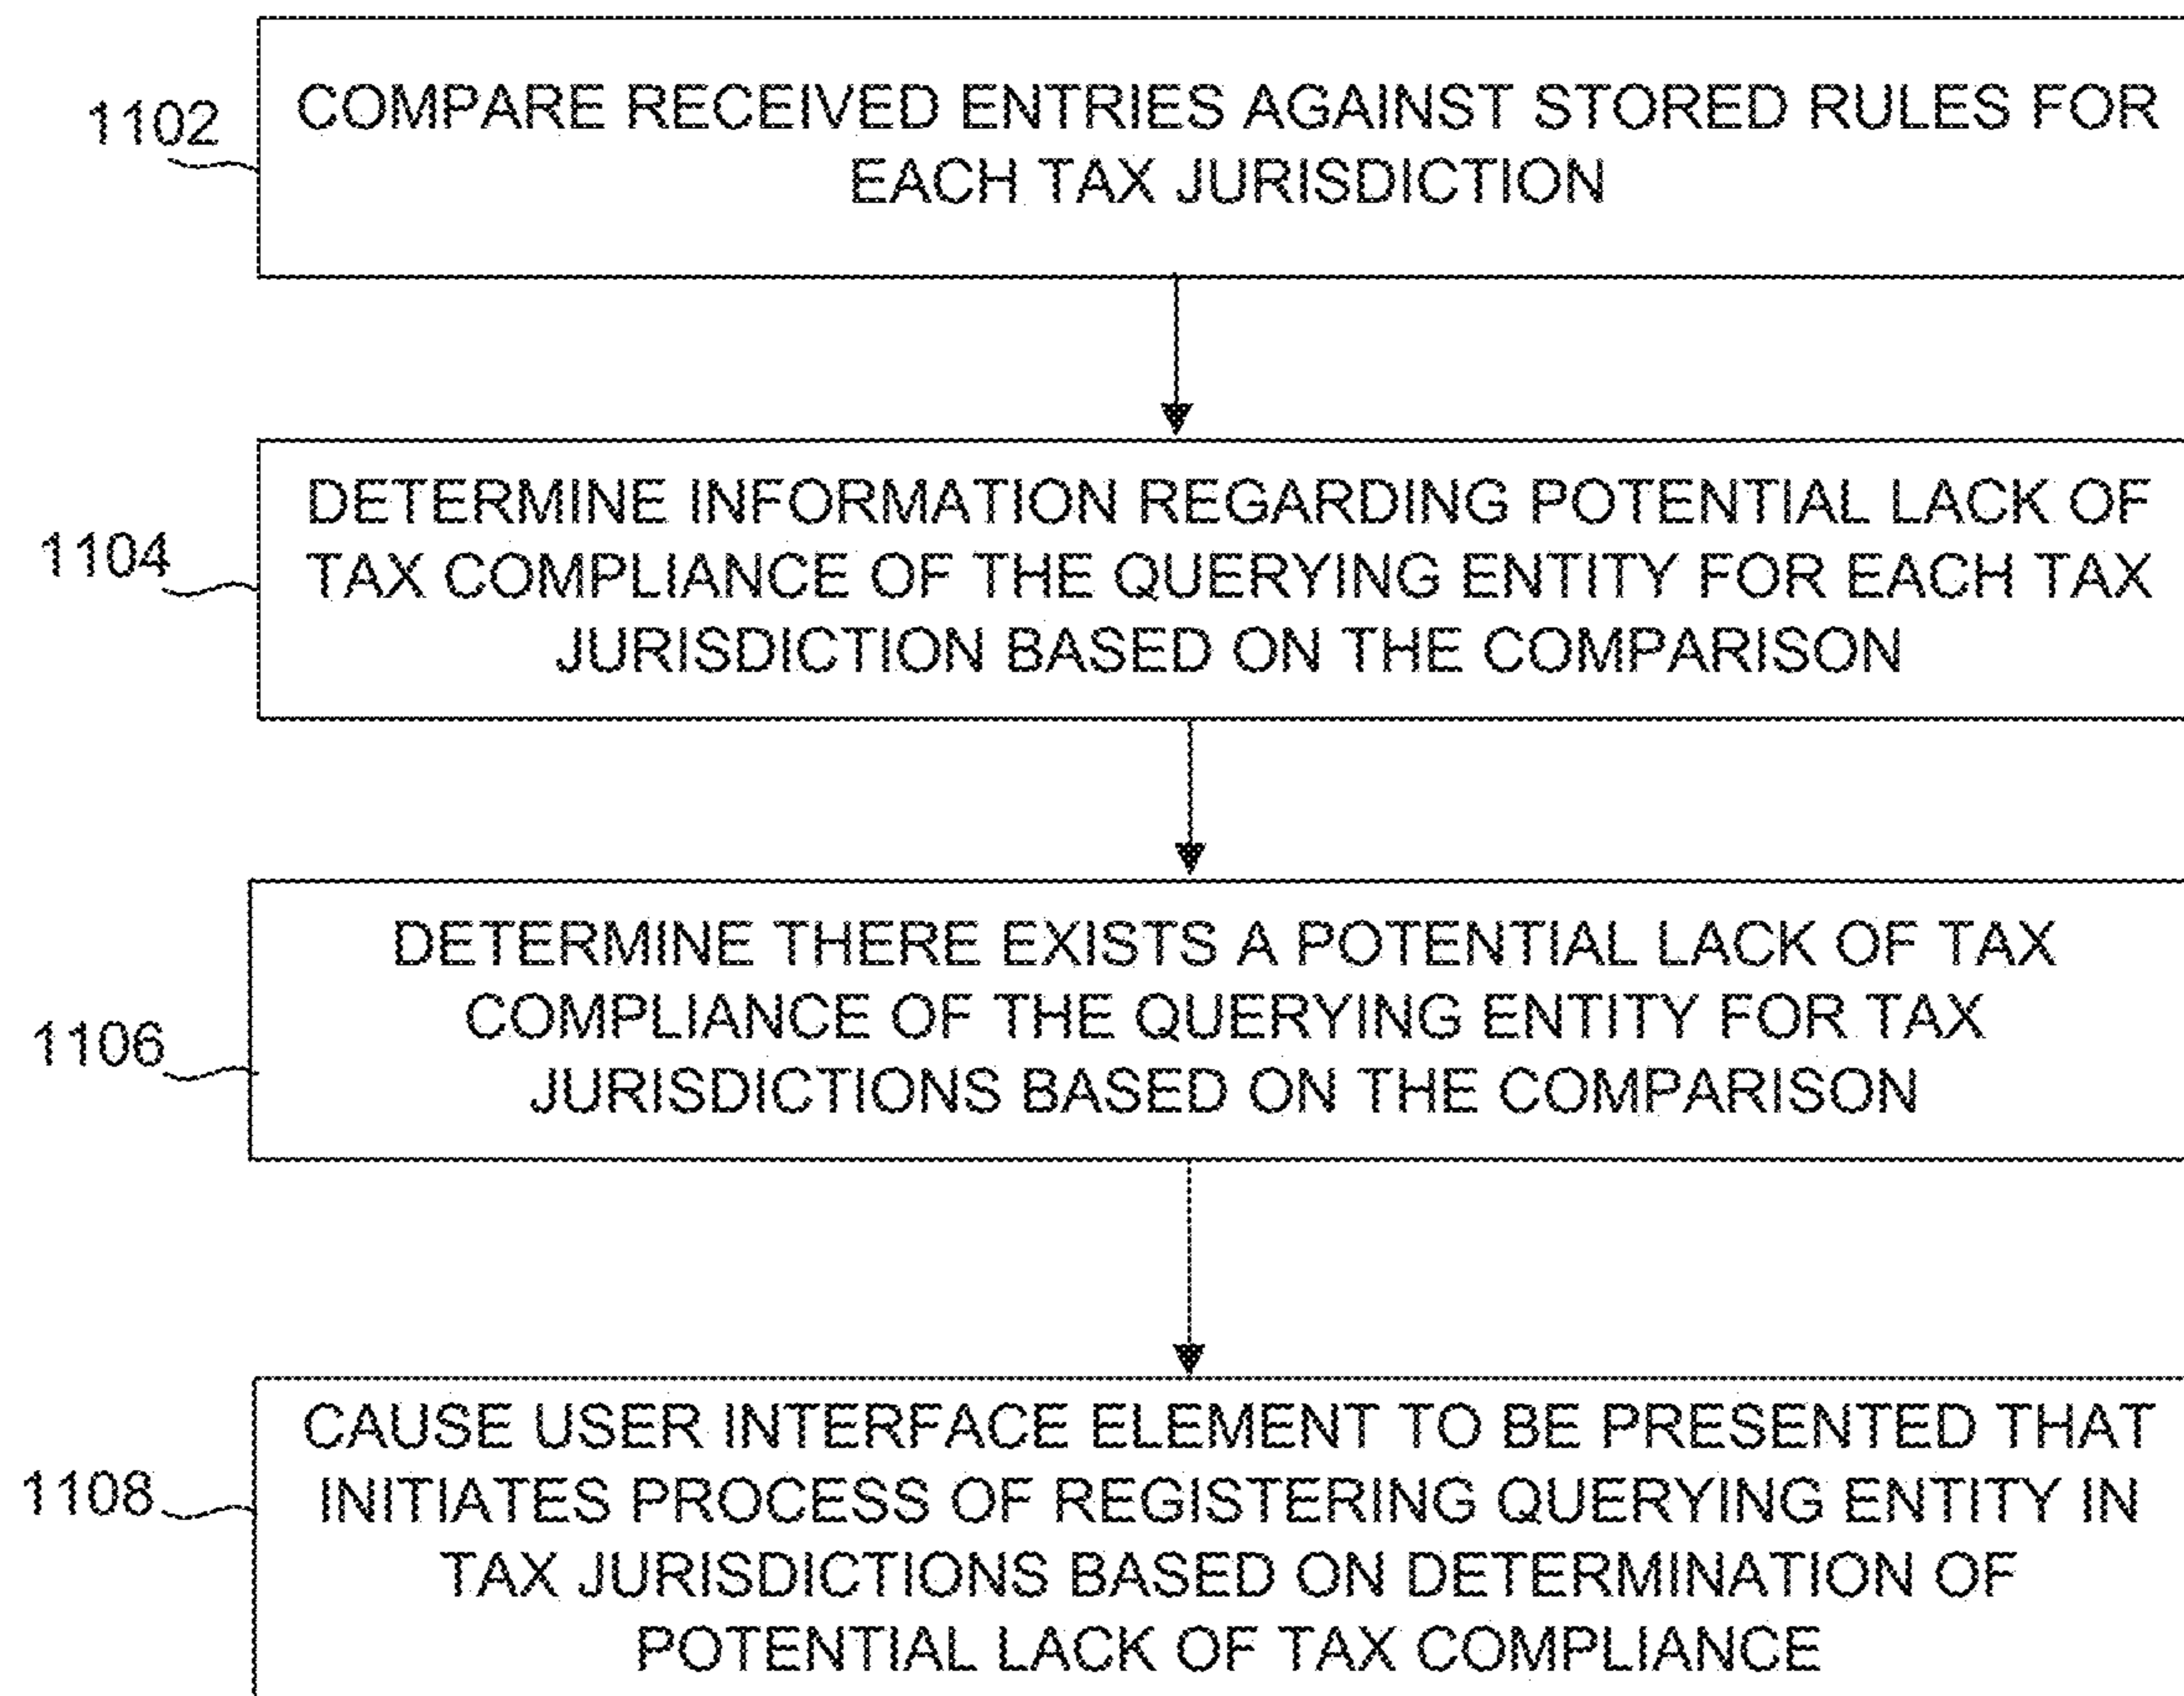 1102
COMPARE RECEIVED ENTRIES AGAINST STORED RULES FOR
EACH TAX JURISDICTION
1104
DETERMINE INFORMATION REGARDING POTENTIAL LACK OF
TAX COMPLIANCE OF THE QUERYING ENTITY FOR EACH TAX
JURISDICTION BASED ON THE COMPARISON
1106
DETERMINE THERE EXISTS A POTENTIAL LACK OF TAX
COMPLIANCE OF THE QUERYING ENTITY FOR TAX
JURISDICTIONS BASED ON THE COMPARISON
1108
CAUSE USER INTERFACE ELEMENT TO BE PRESENTED THAT
INITIATES PROCESS OF REGISTERING QUERYING ENTITY IN
TAX JURISDICTIONS BASED ON DETERMINATION OF
POTENTIAL LACK OF TAX COMPLIANCE